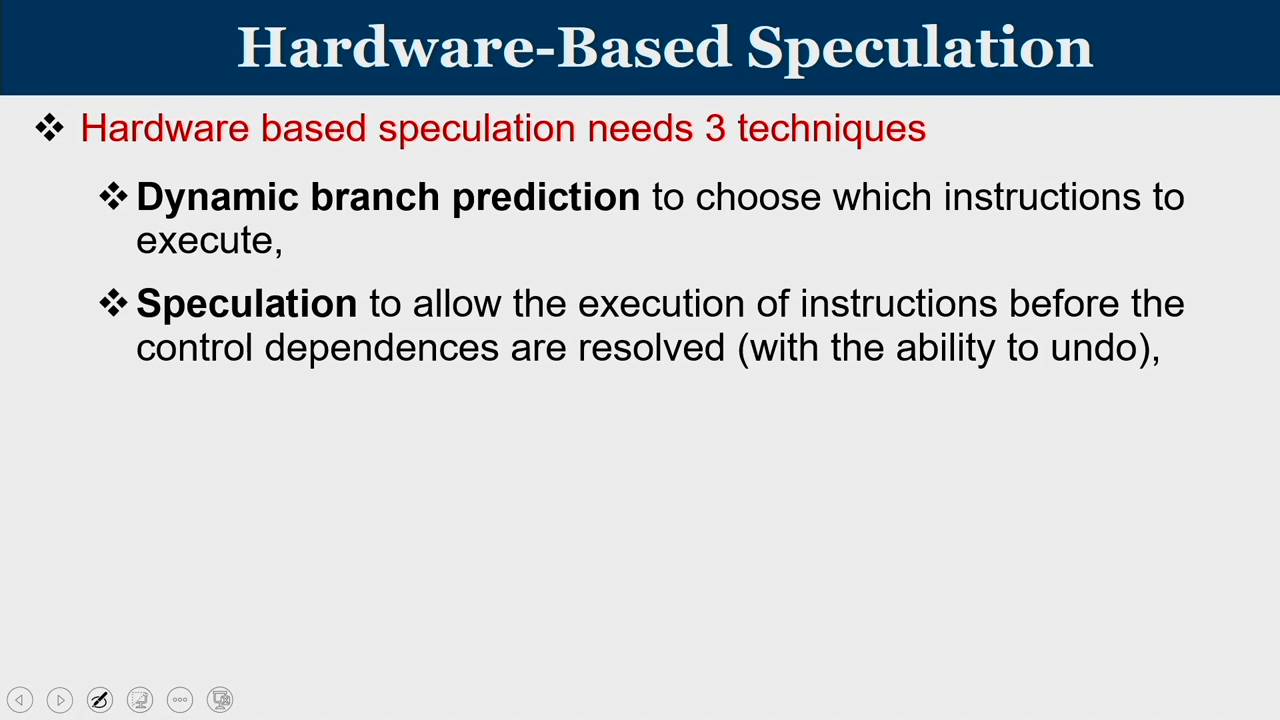 Hardware-Based Speculation
Hardware based speculation needs 3 techniques
Dynamic branch prediction to choose which instructions to
execute,
Speculation to allow the execution of instructions before the
control dependences are resolved (with the ability to undo),